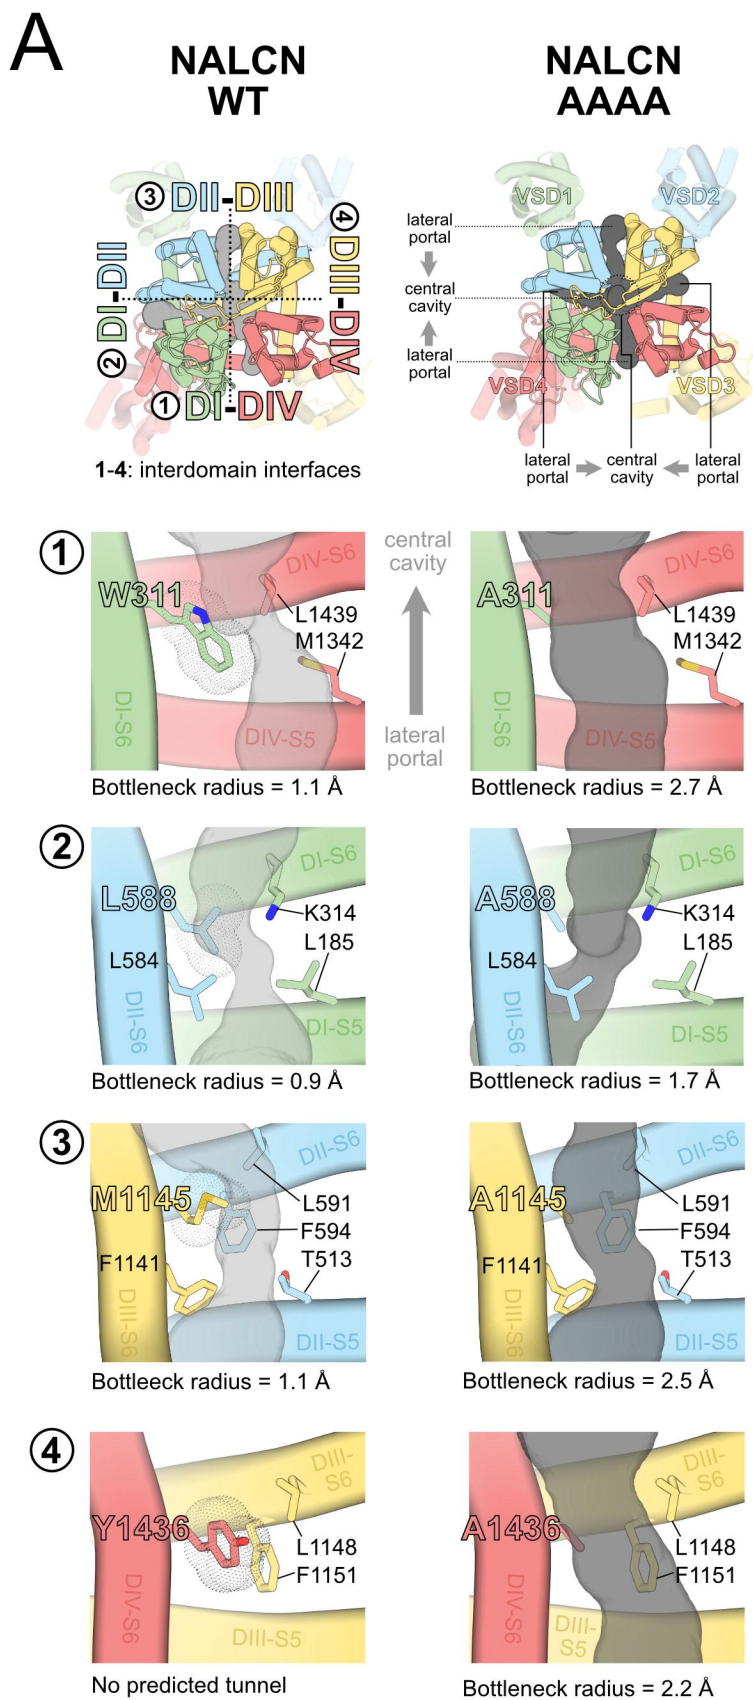 A
NALCN
WT
NALCN
AAAA
③ DII-DIII
④ DIII-DIV
② DI-DII
① DI-DIV
1-4: interdomain interfaces
VSD1
VSD2
VSD4
VSD3
lateral
portal
central
cavity
lateral
portal
lateral
portal
central
cavity
lateral
portal
①
W311
DIV-S6
L1439
M1342
DI-S6
DIV-S5
Bottleneck radius = 1.1 Å
central
cavity
lateral
portal
A311
DIV-S6
L1439
M1342
DI-S6
DIV-S5
Bottleneck radius = 2.7 Å
②
L588
DI-S6
K314
L185
L584
DII-S6
DI-S5
Bottleneck radius = 0.9 Å
A588
DI-S6
K314
L185
L584
DII-S6
DI-S5
Bottleneck radius = 1.7 Å
③
M1145
DII-S6
L591
F594
T513
F1141
DIII-S6
DII-S5
Bottleeck radius = 1.1 Å
A1145
DII-S6
L591
F594
T513
F1141
DIII-S6
DII-S5
Bottleneck radius = 2.5 Å
④
Y1436
DIII-
S6
L1148
F1151
DIV-S6
DIII-S5
No predicted tunnel
A1436
DIII-
S6
L1148
F1151
DIV-S6
DIII-
S5
Bottleneck radius = 2.2 Å